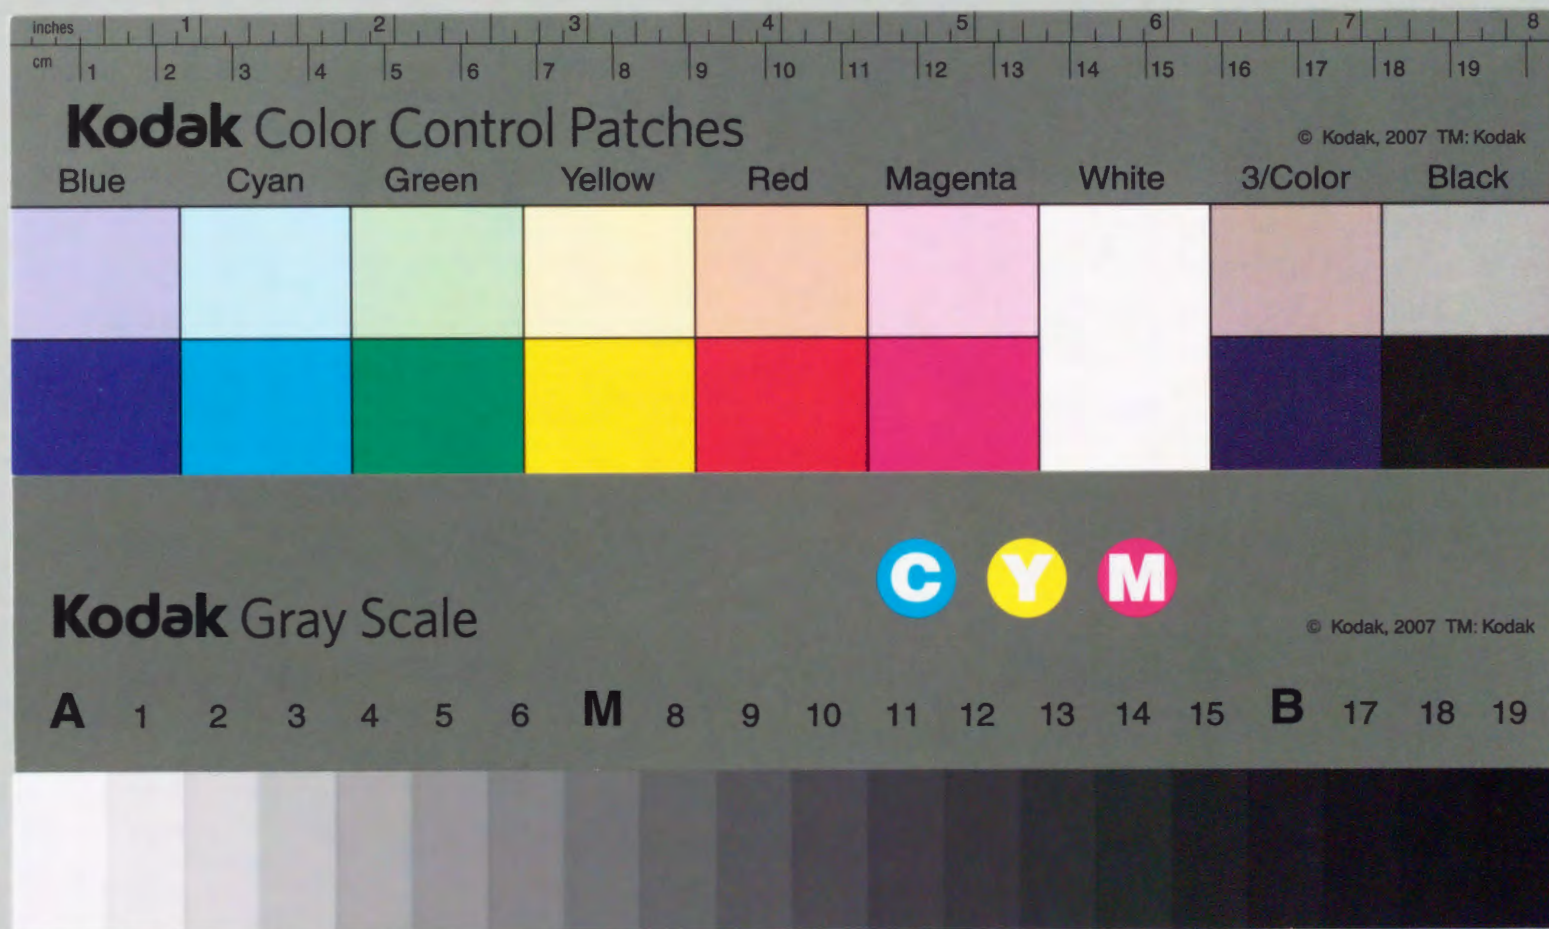 inches 1 2 3 4 5 6 7 8
cm 1 2 3 4 5 6 7 8 9 10 11 12 13 14 15 16 17 18 19
Kodak Color Control Patches
© Kodak, 2007 TM: Kodak
Blue Cyan Green Yellow Red Magenta White 3/Color Black
C Y M
Kodak Gray Scale
© Kodak, 2007 TM: Kodak
A 1 2 3 4 5 6 M 8 9 10 11 12 13 14 15 B 17 18 19